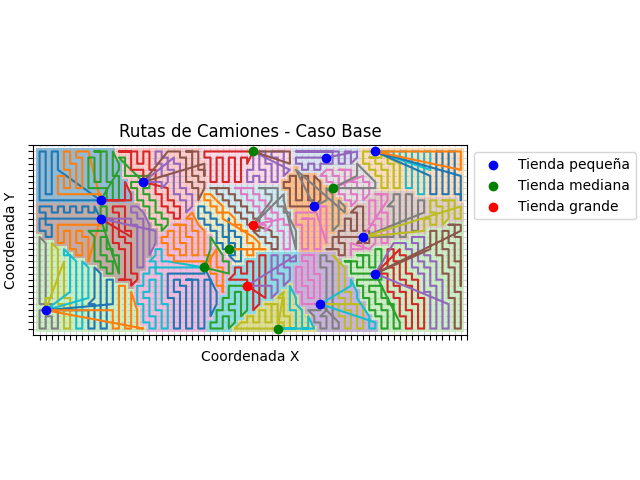 Rutas de Camiones - Caso Base
Tienda pequeña
Tienda mediana
Tienda grande
Coordenada Y
Coordenada X